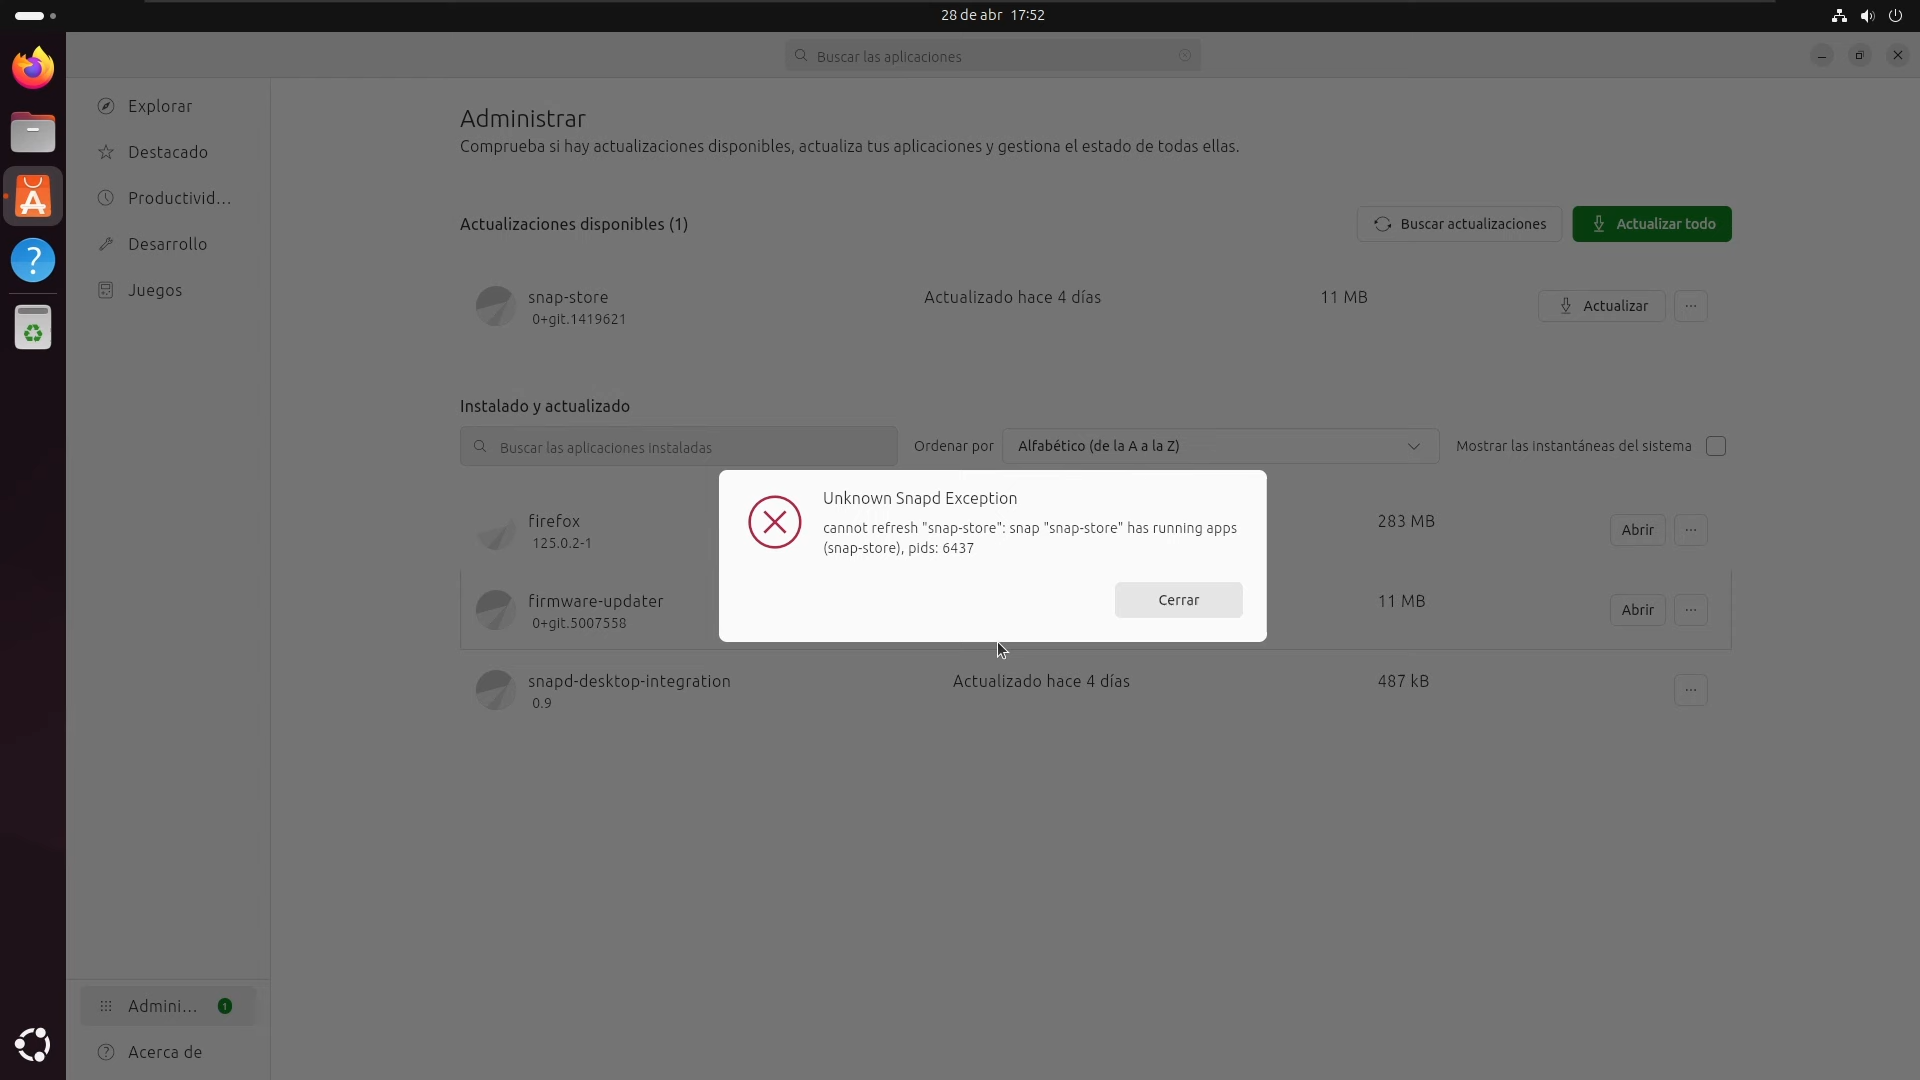 28 de abr 17:52
Buscar las aplicaciones
Explorar
Destacado
Productivid...
Desarrollo
Juegos
Admini... 1
Acerca de
Administrar
Comprueba si hay actualizaciones disponibles, actualiza tus aplicaciones y gestiona el estado de todas ellas.
Actualizaciones disponibles (1)
Buscar actualizaciones
Actualizar todo
snap-store
0+git.1419621
Actualizado hace 4 días
11 MB
Actualizar
Instalado y actualizado
Buscar las aplicaciones instaladas
Ordenar por
Alfabético (de la A a la Z)
Mostrar las instantáneas del sistema
Unknown Snapd Exception
cannot refresh "snap-store": snap "snap-store" has running apps
(snap-store), pids: 6437
Cerrar
firefox
125.0.2-1
283 MB
Abrir
firmware-updater
0+git.5007558
11 MB
Abrir
snapd-desktop-integration
0.9
Actualizado hace 4 días
487 kB